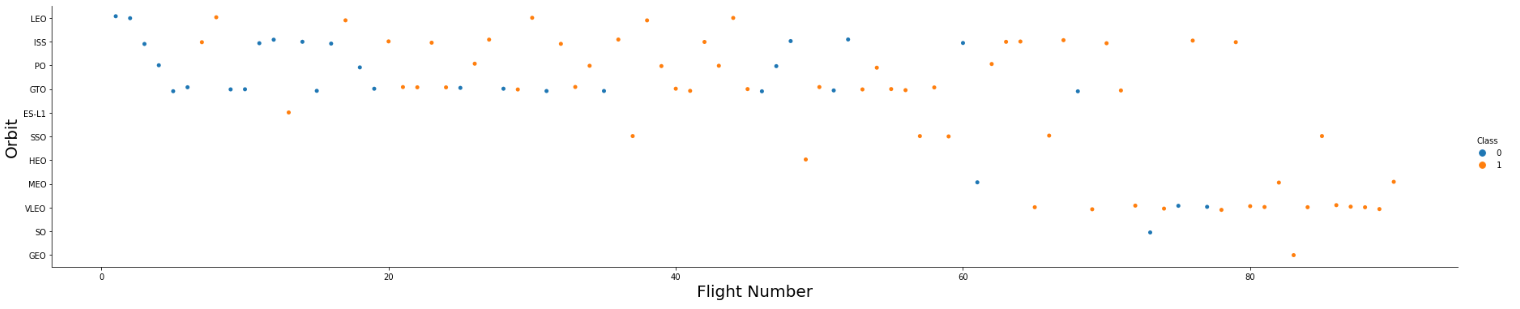 Orbit
LEO
ISS
PO
GTO
ES-L1
SSO
HEO
MEO
VLEO
SO
GEO
0 20 40 60 80
Flight Number
Class
0
1